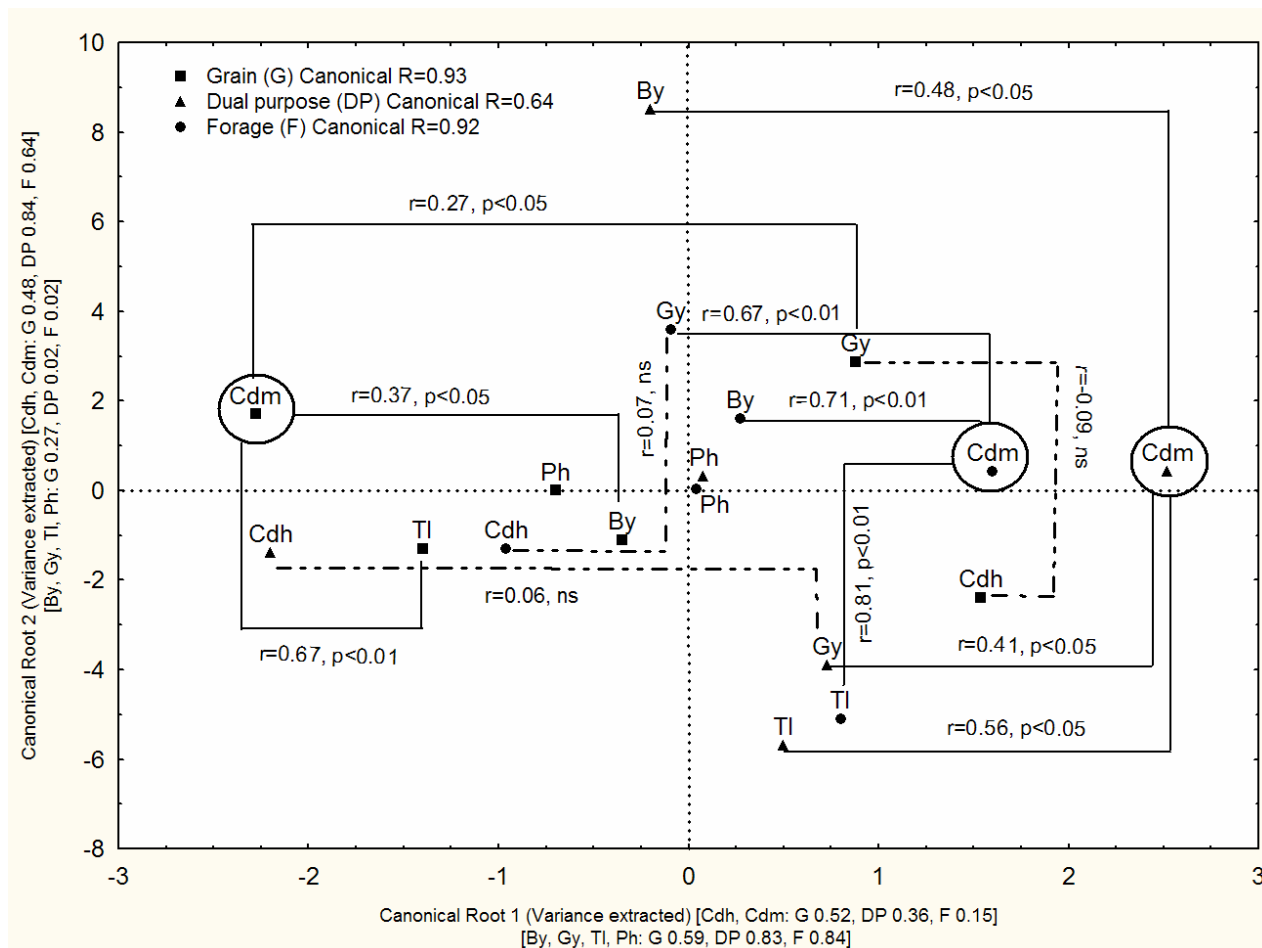 10
8
6
4
2
0
-2
-4
-6
-8
-3
-2
-1
0
1
2
3
Canonical Root 2 (Variance extracted) [Cdh, Cdm: G 0.48, DP 0.84, F 0.64]
[By, Gy, Tl, Ph: G 0.27, DP 0.02, F 0.02]
Grain (G) Canonical R=0.93
Dual purpose (DP) Canonical R=0.64
Forage (F) Canonical R=0.92
By
r=0.48, p<0.05
r=0.27, p<0.05
Gy
r=0.67, p<0.01
Gy
Cdm
r=0.37, p<0.05
r=0.07, ns
By
r=0.71, p<0.01
r=-0.09, ns
Cdm
Cdm
Ph
Ph
Ph
Cdh
Tl
Cdh
By
r=0.81, p<0.01
Cdh
r=0.06, ns
r=0.67, p<0.01
Gy
r=0.41, p<0.05
Tl
Tl
r=0.56, p<0.05
Canonical Root 1 (Variance extracted) [Cdh, Cdm: G 0.52, DP 0.36, F 0.15]
[By, Gy, Tl, Ph: G 0.59, DP 0.83, F 0.84]